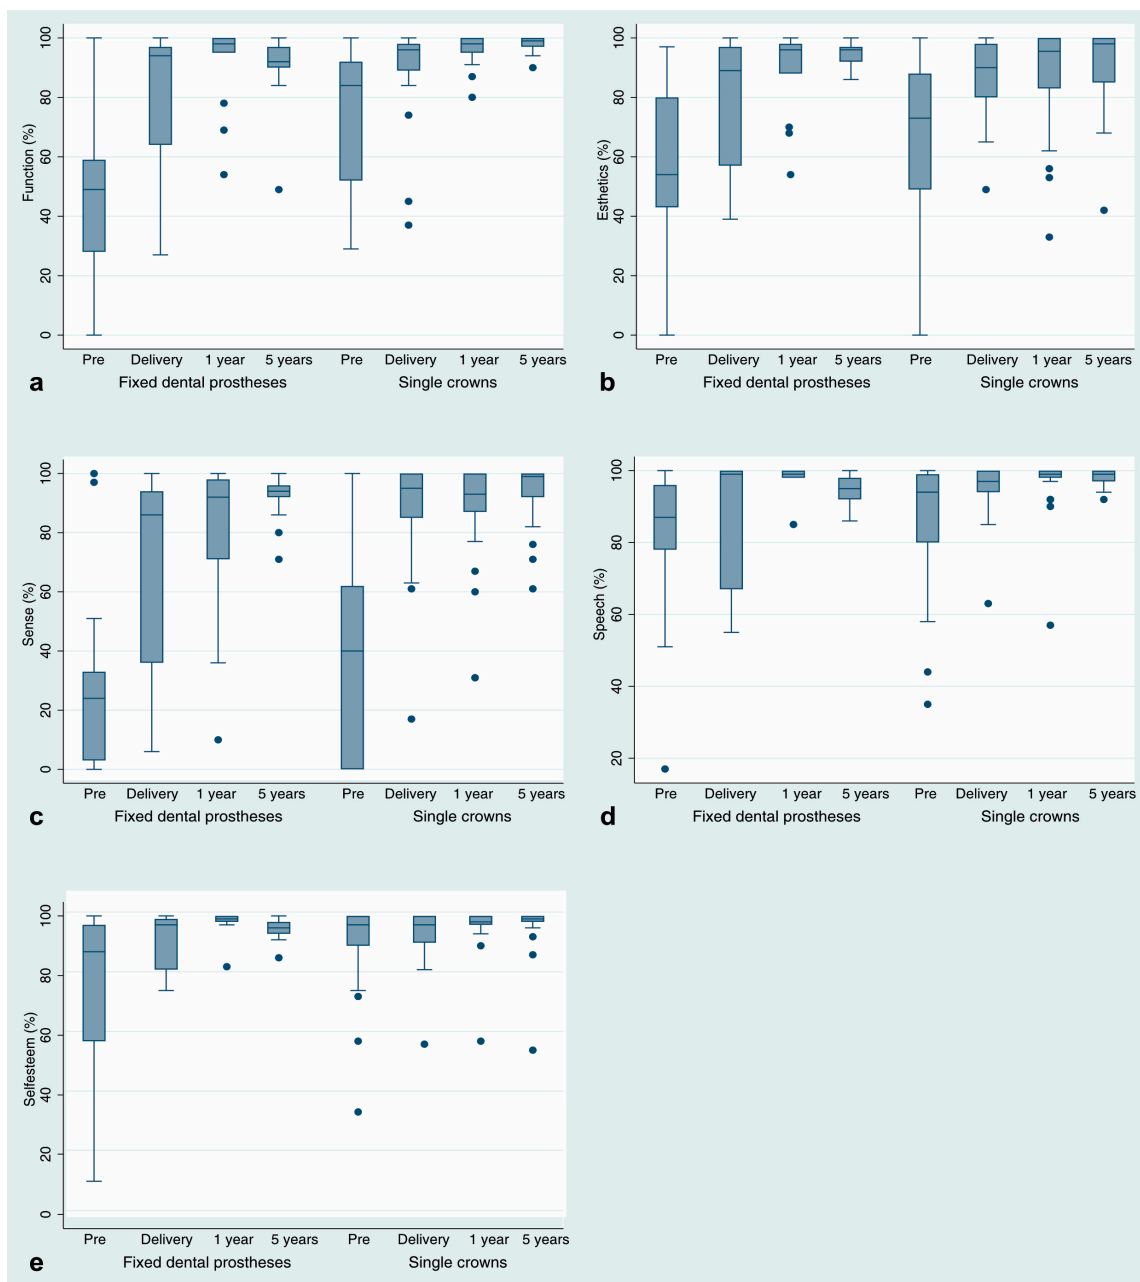 100
80
60
40
20
0
Function (%)
Pre Delivery 1 year 5 years Pre Delivery 1 year 5 years
Fixed dental prostheses Single crowns
a
100
80
60
40
20
0
Esthetics (%)
Pre Delivery 1 year 5 years Pre Delivery 1 year 5 years
Fixed dental prostheses Single crowns
b
100
80
60
40
20
0
Sense (%)
Pre Delivery 1 year 5 years Pre Delivery 1 year 5 years
Fixed dental prostheses Single crowns
c
100
80
60
40
20
Speech (%)
Pre Delivery 1 year 5 years Pre Delivery 1 year 5 years
Fixed dental prostheses Single crowns
d
100
80
60
40
20
0
Selfesteem (%)
Pre Delivery 1 year 5 years Pre Delivery 1 year 5 years
Fixed dental prostheses Single crowns
e